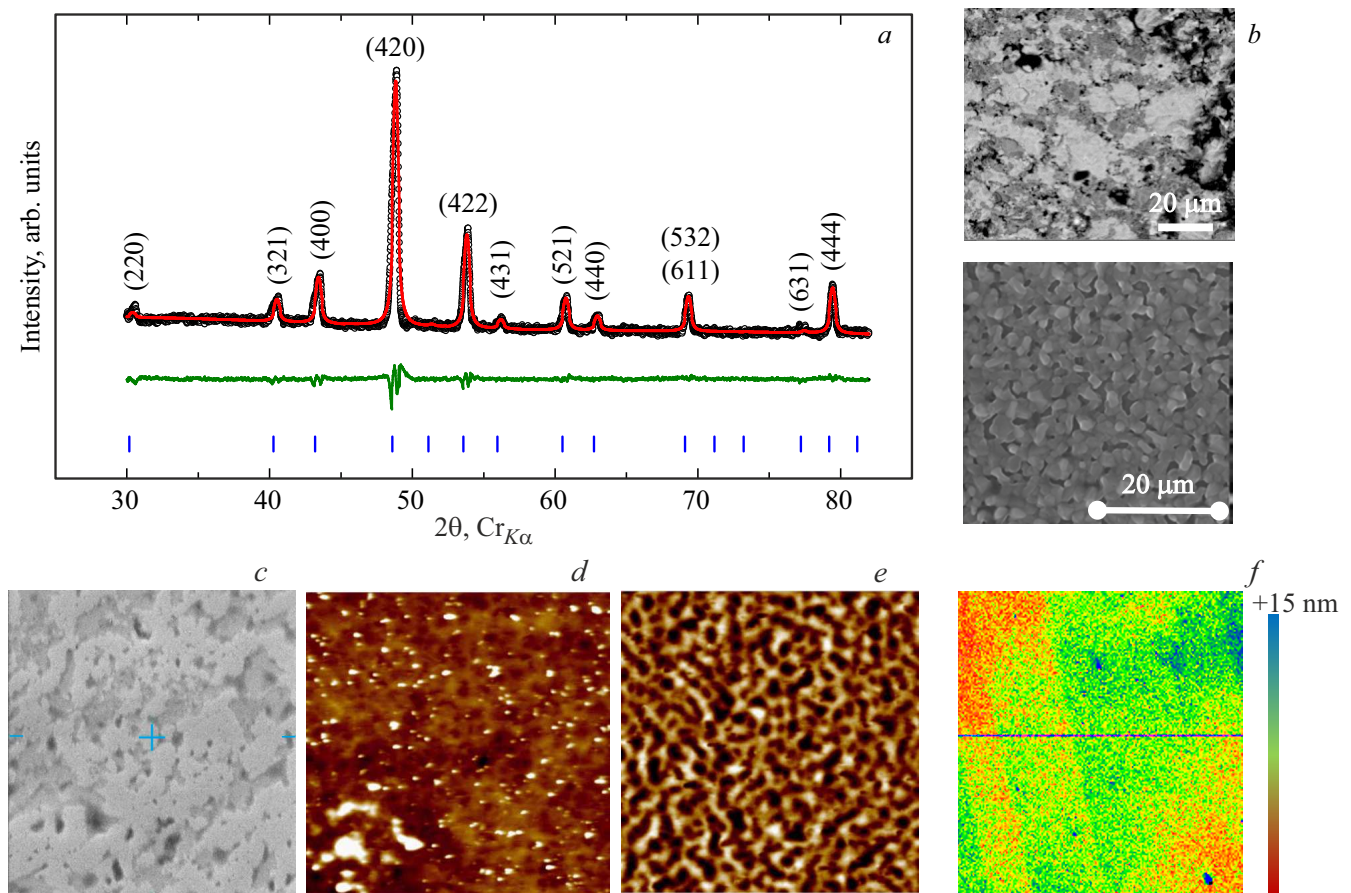 a
(420)
(422)
(220)
(321)
(400)
(431)
(521)
(440)
(532)
(611)
(631)
(444)
Intensity, arb. units
30
40
50
60
70
80
2θ, Cr_Kα
b
20 μm
20 μm
c
d
e
f
+15 nm